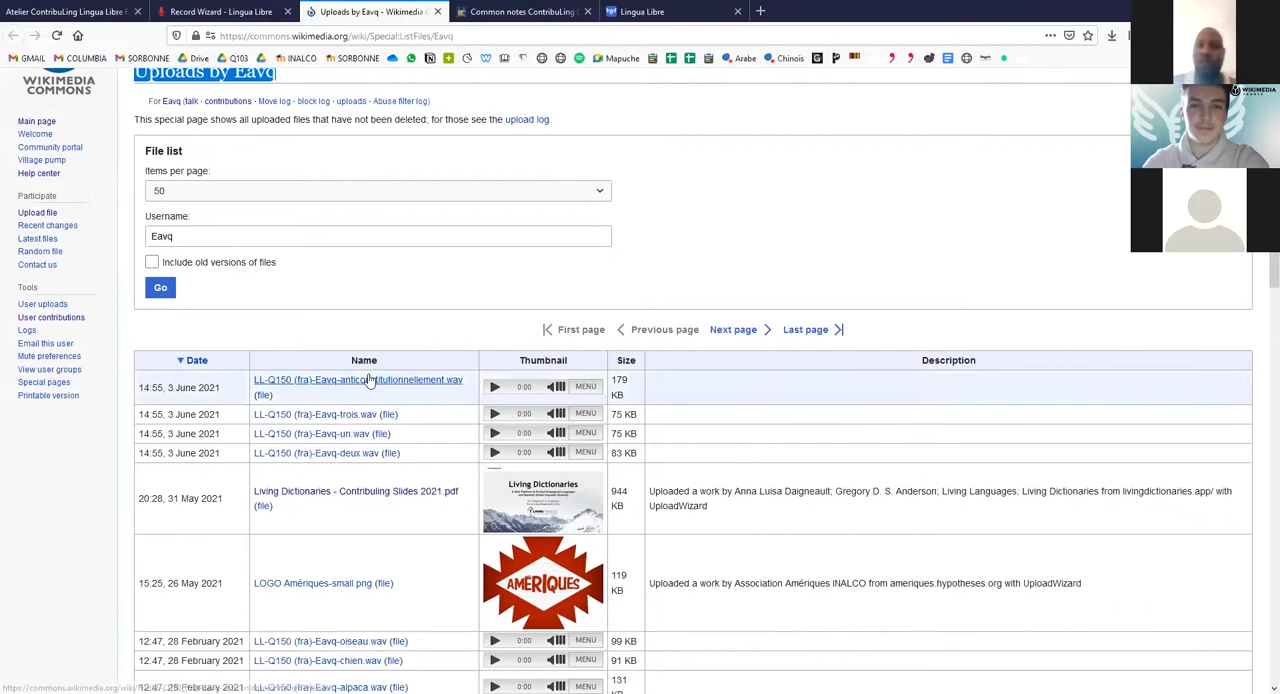 Atelier ContribuLing Lingua Libre F
Record Wizard - Lingua Libre
Uploads by Eavq - Wikimedia C
Common notes ContribuLing C
Lingua Libre
https://commons.wikimedia.org/wiki/Special:ListFiles/Eavq
GMAIL COLUMBIA SORBONNE Drive Q103 INALCO SORBONNE Mapuche Arabe Chinois
WIKIMEDIA
COMMONS
Main page
Welcome
Community portal
Village pump
Help center
Participate
Upload file
Recent changes
Latest files
Random file
Contact us
Tools
User uploads
User contributions
Logs
Email this user
Mute preferences
View user groups
Special pages
Printable version
Uploads by Eavq
For Eavq (talk · contributions · Move log · block log · uploads · Abuse filter log)
This special page shows all uploaded files that have not been deleted; for those see the upload log.
File list
Items per page:
50
Username:
Eavq
Include old versions of files
Go
First page Previous page Next page Last page
Date Name Thumbnail Size Description
14:55, 3 June 2021 LL-Q150 (fra)-Eavq-anticonstitutionnellement.wav (file) 0:00 MENU 179 KB
14:55, 3 June 2021 LL-Q150 (fra)-Eavq-trois.wav (file) 0:00 MENU 75 KB
14:55, 3 June 2021 LL-Q150 (fra)-Eavq-un.wav (file) 0:00 MENU 75 KB
14:55, 3 June 2021 LL-Q150 (fra)-Eavq-deux.wav (file) 0:00 MENU 83 KB
20:28, 31 May 2021 Living Dictionaries - Contribuling Slides 2021.pdf (file) Living Dictionaries 944 KB Uploaded a work by Anna Luisa Daigneault; Gregory D. S. Anderson; Living Languages; Living Dictionaries from livingdictionaries.app/ with UploadWizard
15:25, 26 May 2021 LOGO Amériques-small.png (file) AMÉRIQUES 119 KB Uploaded a work by Association Amériques INALCO from ameriques.hypotheses.org with UploadWizard
12:47, 28 February 2021 LL-Q150 (fra)-Eavq-oiseau.wav (file) 0:00 MENU 99 KB
12:47, 28 February 2021 LL-Q150 (fra)-Eavq-chien.wav (file) 0:00 MENU 91 KB
12:47, 28 February 2021 LL-Q150 (fra)-Eavq-alpaca.wav (file) 0:00 MENU 131 KB
WIKIMEDIA
FRANCE